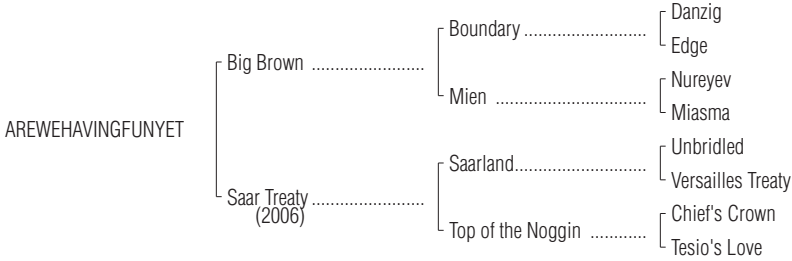 Danzig
Boundary ..........................
Edge
Big Brown ........................
Nureyev
Mien ................................
Miasma
AREWEHAVINGFUNYET
Unbridled
Saarland............................
Versailles Treaty
Saar Treaty ........................
(2006)
Chief's Crown
Top of the Noggin ............
Tesio's Love